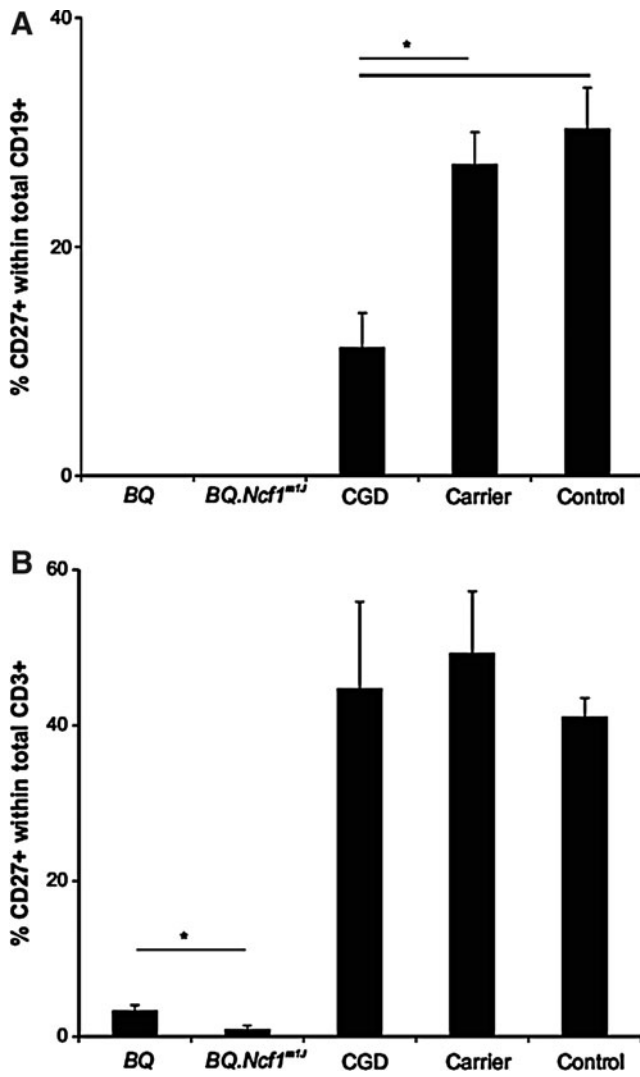 A
% CD27+ within total CD19+
40
20
0
*
BQ BQ.Ncf1m1J CGD Carrier Control
B
% CD27+ within total CD3+
60
40
20
0
*
BQ BQ.Ncf1m1J CGD Carrier Control